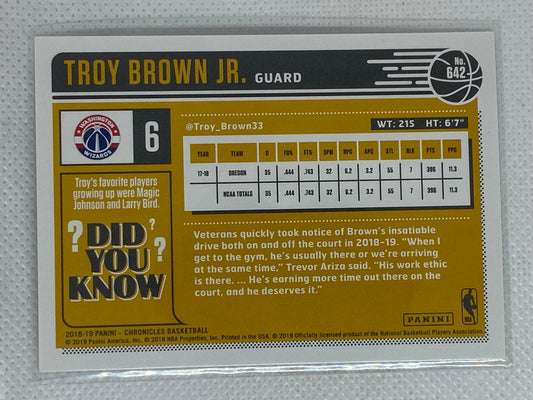 TROY BROWN JR. GUARD
No.
642
WASHINGTON
WIZARDS
6
@Troy_Brown33
WT: 215 HT: 6'7"
YEAR TEAM G FG% FT% 3PM RPG APG STL BLK PTS PPG
17-18 OREGON 35 .444 .743 32 6.2 3.2 55 7 396 11.3
NCAA TOTALS 35 .444 .743 32 6.2 3.2 55 7 396 11.3
Troy's favorite players
growing up were Magic
Johnson and Larry Bird.
? DID ?
YOU ?
KNOW
Veterans quickly took notice of Brown's insatiable
drive both on and off the court in 2018-19. "When I
get to the gym, he's usually there or we're arriving
at the same time," Trevor Ariza said. "His work ethic
is there. ... He's earning more time out there on the
court, and he deserves it."
PANINI
NBA
2018-19 PANINI – CHRONICLES BASKETBALL
© 2019 Panini America, Inc. © 2019 NBA Properties, Inc. Printed in the USA. © 2019 Officially licensed product of the National Basketball Players Association